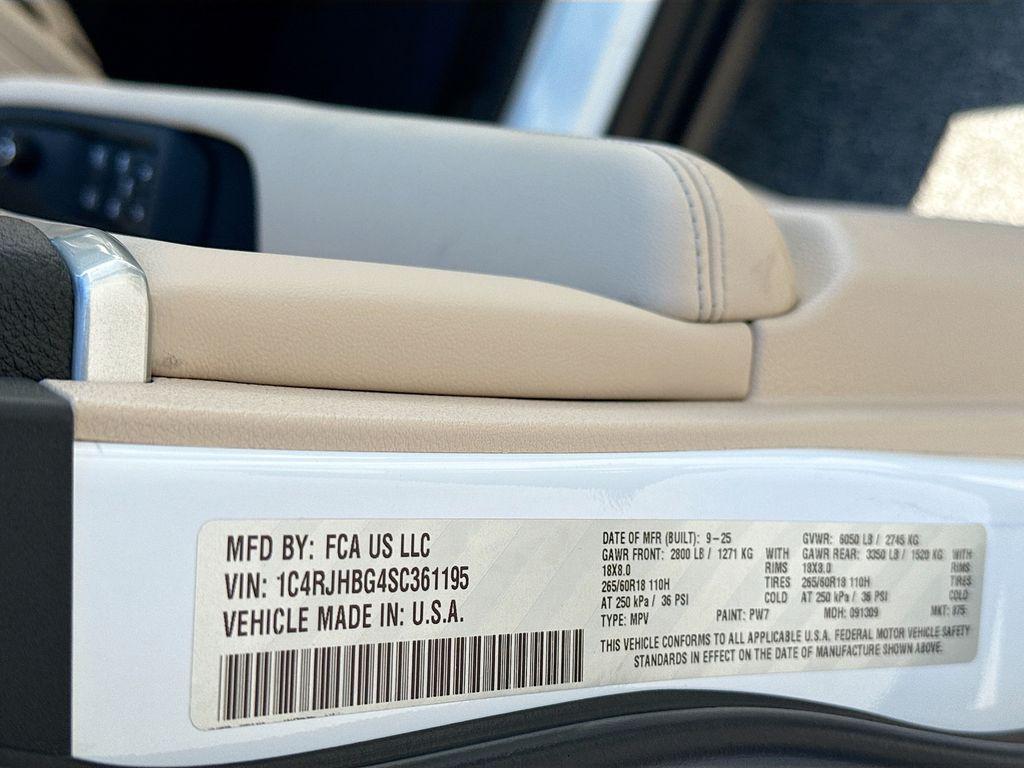 MFD BY: FCA US LLC
VIN: 1C4RJHBG4SC361195
VEHICLE MADE IN: U.S.A.
DATE OF MFR (BUILT): 9-25
GAWR FRONT: 2800 LB / 1271 KG WITH
18X8.0 RIMS
265/60R18 110H TIRES
AT 250 kPa / 36 PSI COLD
TYPE: MPV
GVWR: 6050 LB / 2745 KG
GAWR REAR: 3350 LB / 1520 KG WITH
18X8.0 RIMS
265/60R18 110H TIRES
AT 250 kPa / 36 PSI COLD
PAINT: PW7 MDH: 091309 MKT: 875
THIS VEHICLE CONFORMS TO ALL APPLICABLE U.S.A. FEDERAL MOTOR VEHICLE SAFETY
STANDARDS IN EFFECT ON THE DATE OF MANUFACTURE SHOWN ABOVE.